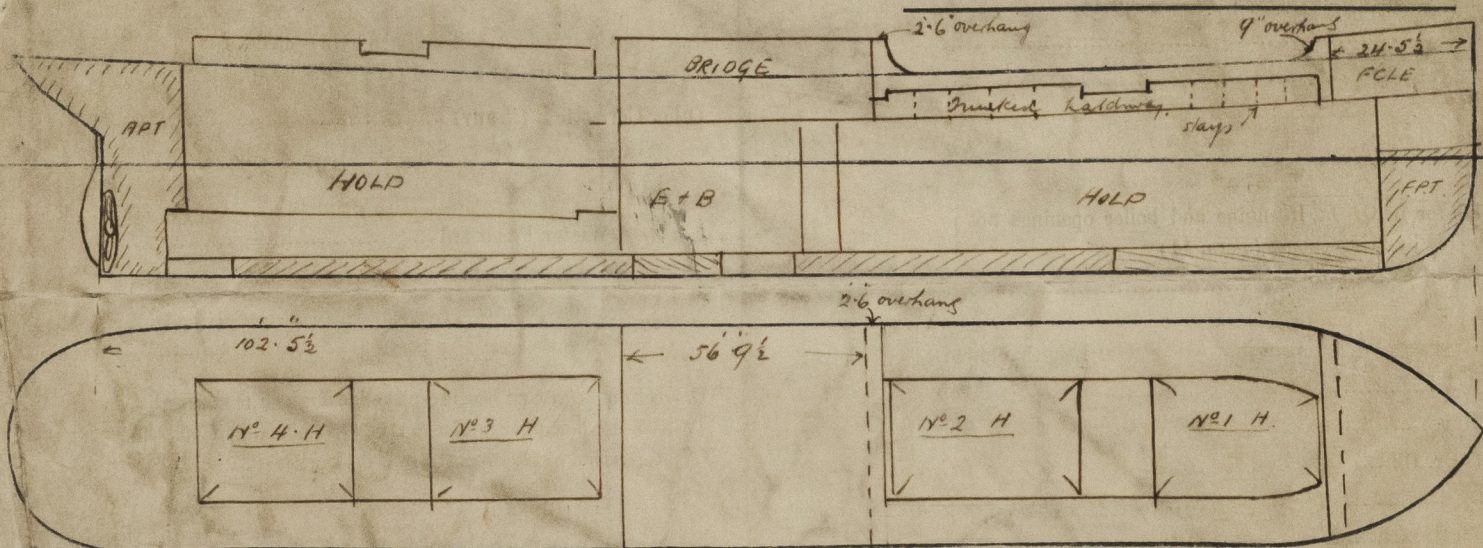 2'·6" overhang
9" overhang
24·5½
BRIDGE
FCLE
Trunked hatchway
stays
APT
HOLD
E + B
HOLD
FPT
2'·6" overhang
102'·5½"
56'·9½"
Nº 4·H
Nº 3 H
Nº 2 H
Nº 1 H.